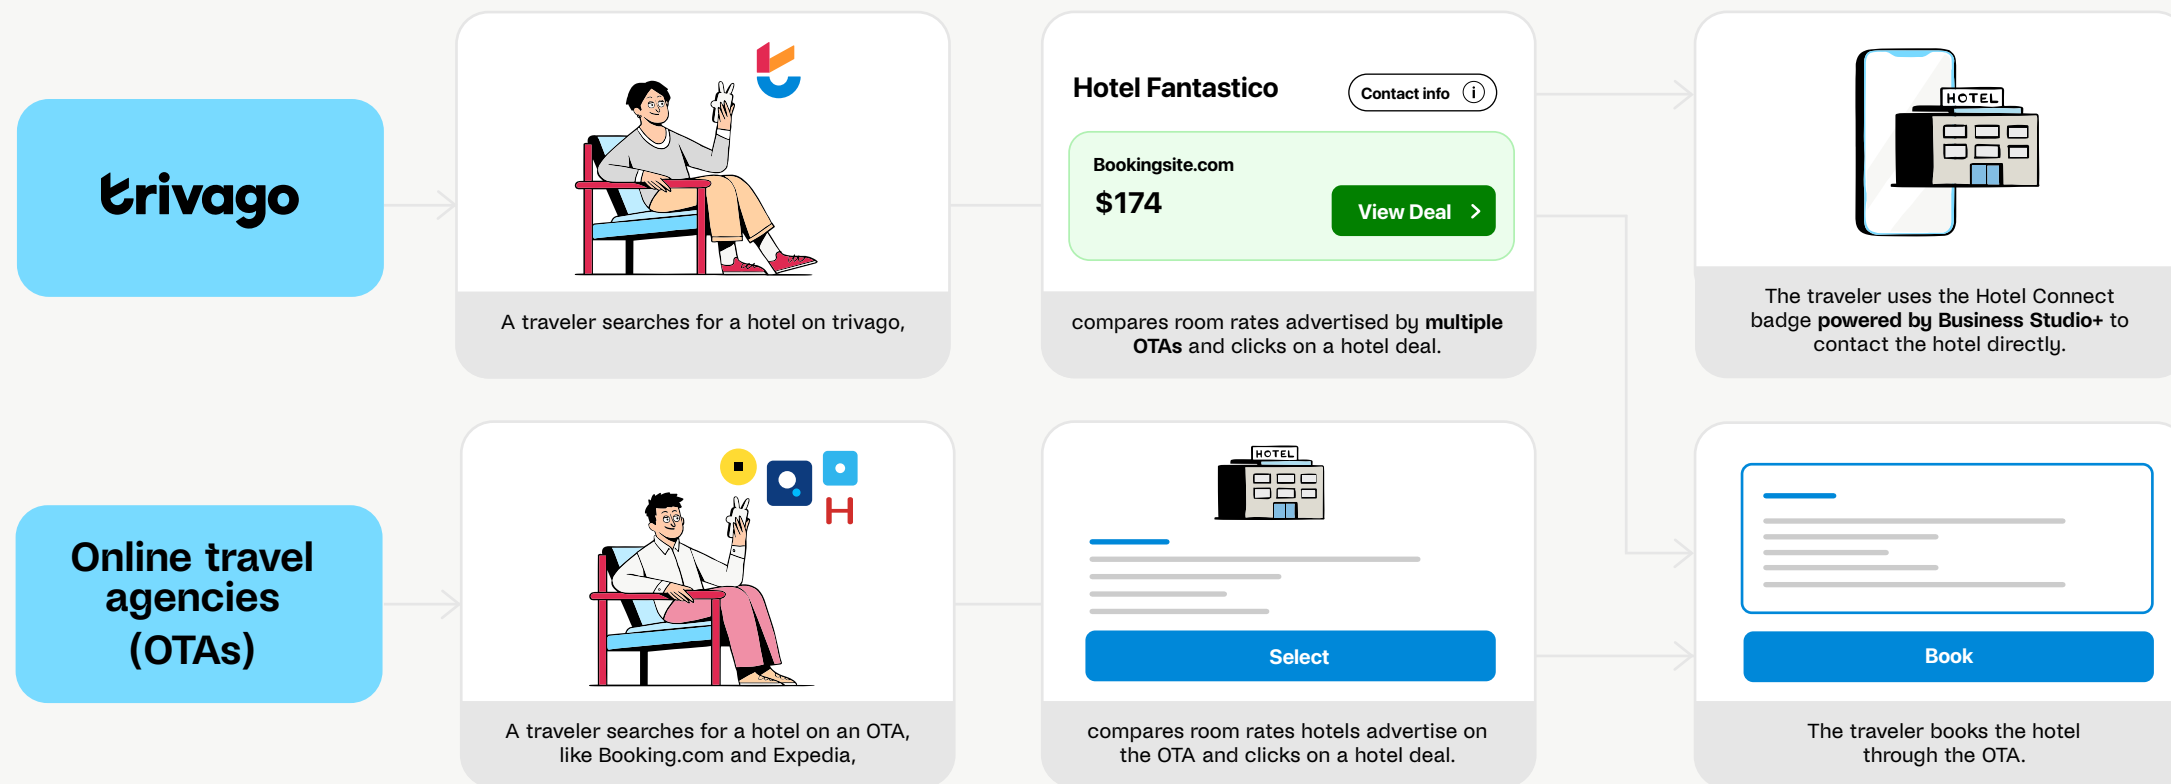 trivago
A traveler searches for a hotel on trivago,
Hotel Fantastico
Contact info i
Bookingsite.com
$174
View Deal
compares room rates advertised by multiple
OTAs and clicks on a hotel deal.
HOTEL
The traveler uses the Hotel Connect
badge powered by Business Studio+ to
contact the hotel directly.
Online travel
agencies
(OTAs)
H
A traveler searches for a hotel on an OTA,
like Booking.com and Expedia,
HOTEL
Select
compares room rates hotels advertise on
the OTA and clicks on a hotel deal.
Book
The traveler books the hotel
through the OTA.